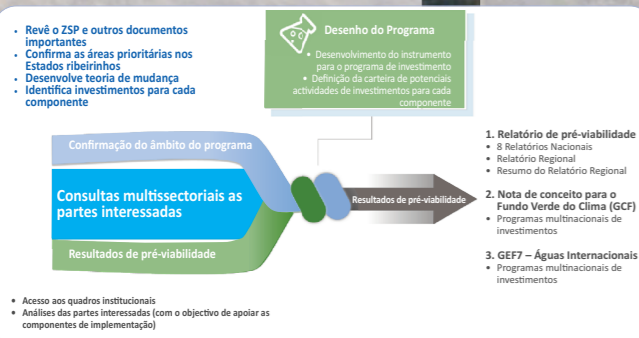 • Revê o ZSP e outros documentos
importantes
• Confirma as áreas prioritárias nos
Estados ribeirinhos
• Desenvolve teoria de mudança
• Identifica investimentos para cada
componente
Desenho do Programa
• Desenvolvimento do instrumento
para o programa de investimento
• Definição da carteira de potenciais
actividades de investimentos para cada
componente
Confirmação do âmbito do programa
Consultas multissectoriais as
partes interessadas
Resultados de pré-viabilidade
Resultados de pré-viabilidade
1. Relatório de pré-viabilidade
• 8 Relatórios Nacionais
• Relatório Regional
• Resumo do Relatório Regional
2. Nota de conceito para o
Fundo Verde do Clima (GCF)
• Programas multinacionais de
investimentos
3. GEF7 – Águas Internacionais
• Programas multinacionais de
investimentos
• Acesso aos quadros institucionais
• Análises das partes interessadas (com o objectivo de apoiar as
componentes de implementação)